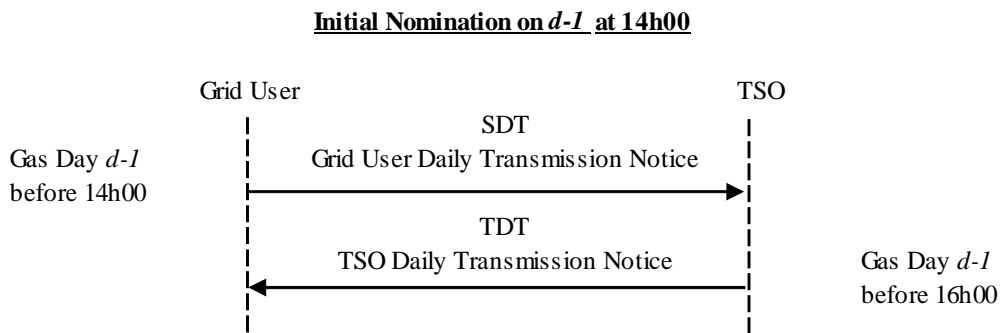 Initial Nomination on d-1 at 14h00
Grid User
TSO
SDT
Gas Day d-1
Grid User Daily Transmission Notice
before 14h00
TDT
TSO Daily Transmission Notice
Gas Day d-1
before 16h00